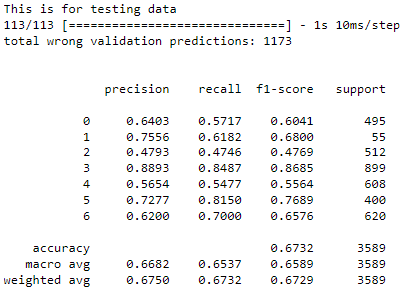 This is for testing data
113/113 [==============================] - 1s 10ms/step
total wrong validation predictions: 1173
precision recall f1-score support
0 0.6403 0.5717 0.6041 495
1 0.7556 0.6182 0.6800 55
2 0.4793 0.4746 0.4769 512
3 0.8893 0.8487 0.8685 899
4 0.5654 0.5477 0.5564 608
5 0.7277 0.8150 0.7689 400
6 0.6200 0.7000 0.6576 620
accuracy 0.6732 3589
macro avg 0.6682 0.6537 0.6589 3589
weighted avg 0.6750 0.6732 0.6729 3589